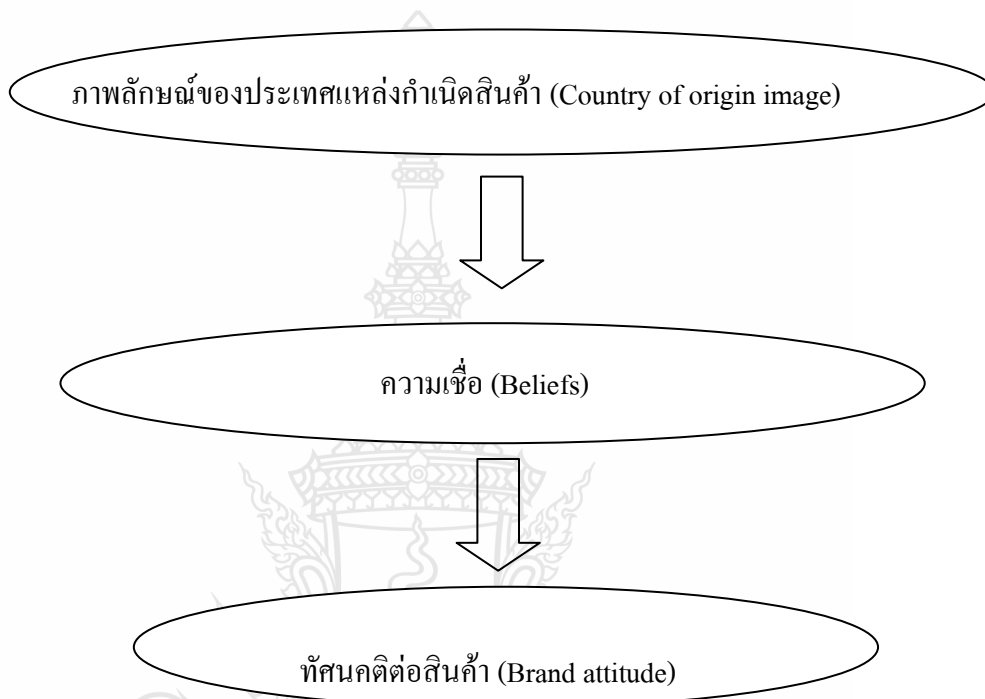 ภาพลักษณ์ของประเทศแหล่งกำเนิดสินค้า (Country of origin image)
ความเชื่อ (Beliefs)
ทัศนคติต่อสินค้า (Brand attitude)